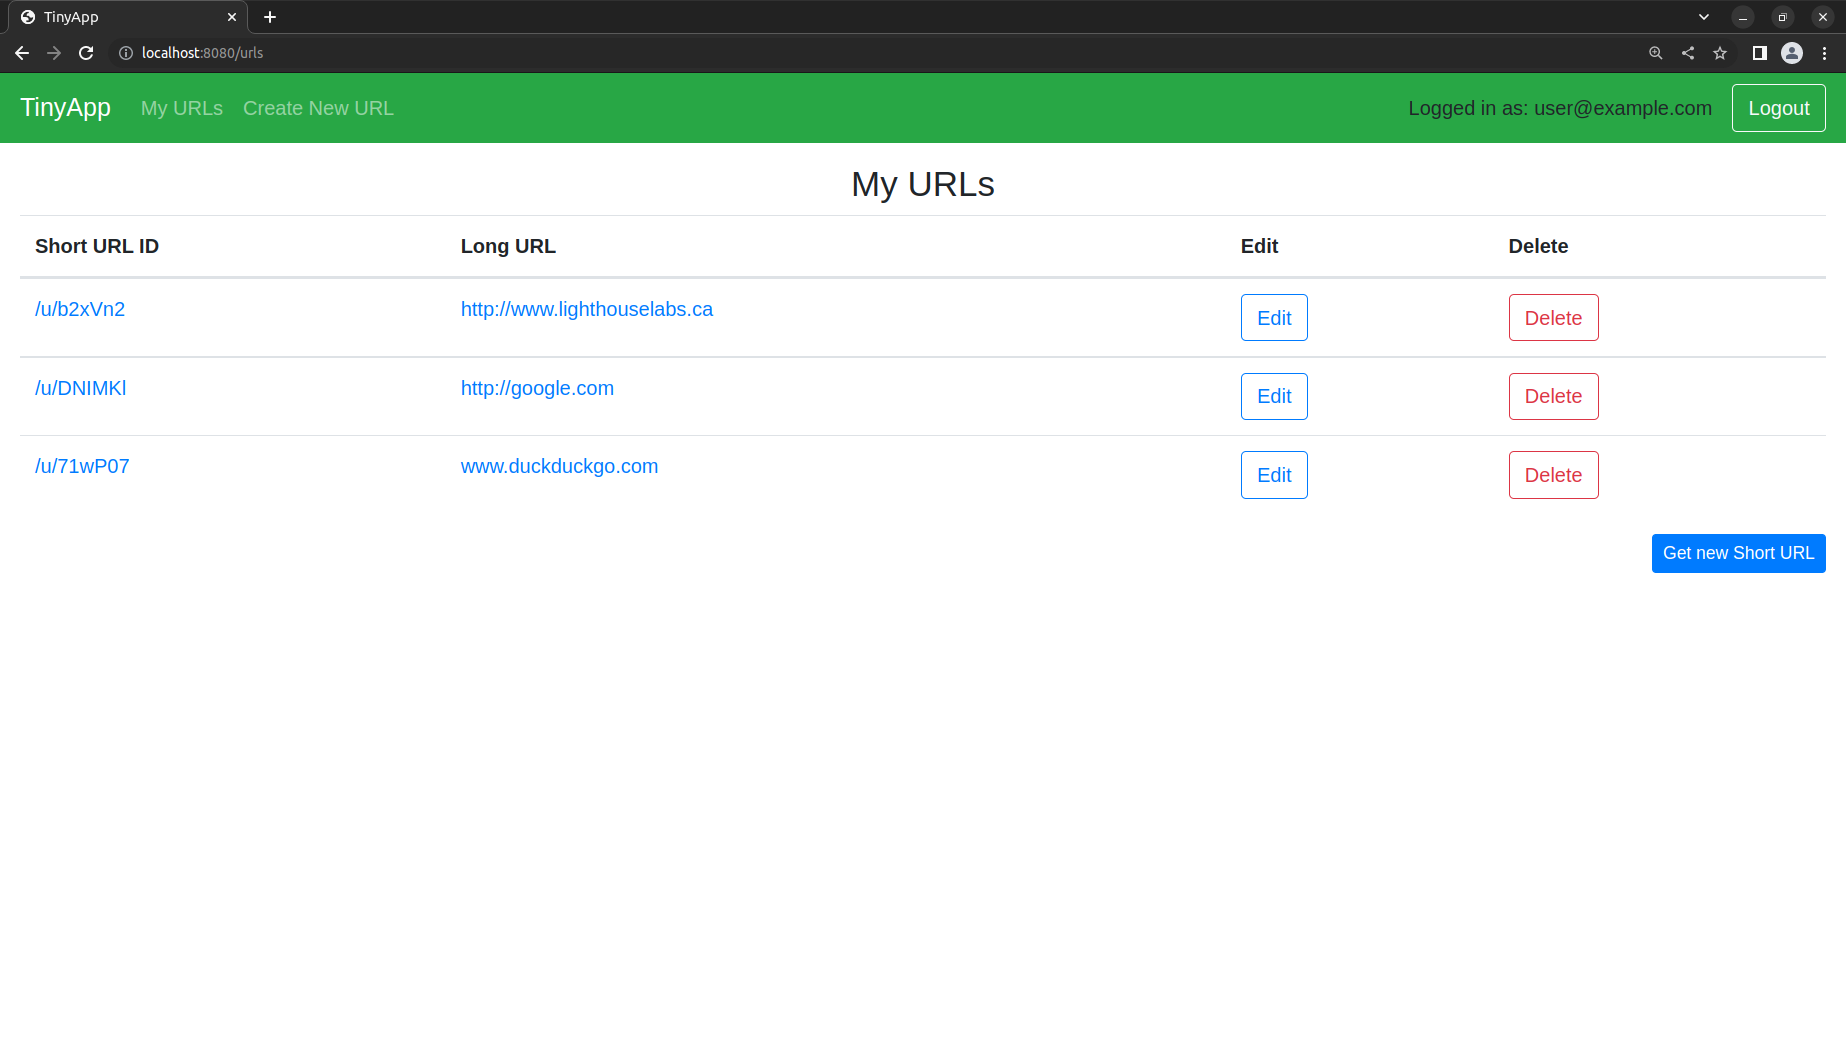 TinyApp
localhost:8080/urls
TinyApp My URLs Create New URL Logged in as: user@example.com Logout
My URLs
Short URL ID Long URL Edit Delete
/u/b2xVn2 http://www.lighthouselabs.ca Edit Delete
/u/DNIMKl http://google.com Edit Delete
/u/71wP07 www.duckduckgo.com Edit Delete
Get new Short URL